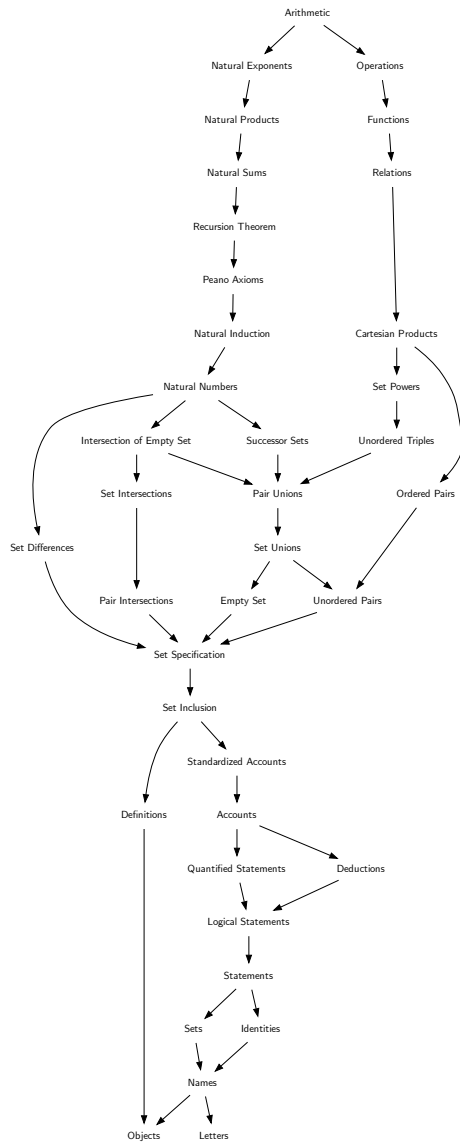 Arithmetic
Natural Exponents
Operations
Natural Products
Functions
Natural Sums
Relations
Recursion Theorem
Peano Axioms
Natural Induction
Cartesian Products
Natural Numbers
Set Powers
Intersection of Empty Set
Successor Sets
Unordered Triples
Set Intersections
Pair Unions
Ordered Pairs
Set Differences
Set Unions
Pair Intersections
Empty Set
Unordered Pairs
Set Specification
Set Inclusion
Standardized Accounts
Definitions
Accounts
Quantified Statements
Deductions
Logical Statements
Statements
Sets
Identities
Names
Objects
Letters